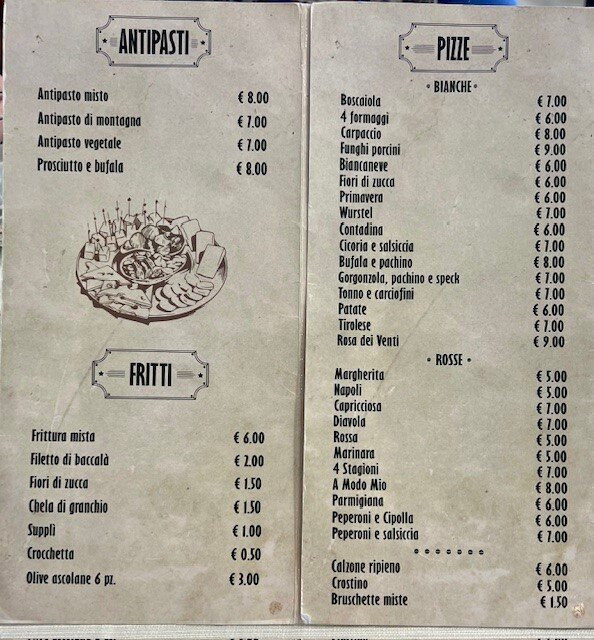 ANTIPASTI
Antipasto misto € 8.00
Antipasto di montagna € 7.00
Antipasto vegetale € 7.00
Prosciutto e bufala € 8.00
FRITTI
Frittura mista € 6.00
Filetto di baccalà € 2.00
Fiori di zucca € 1.50
Chela di granchio € 1.50
Supplì € 1.00
Crocchetta € 0.50
Olive ascolane 6 pz. € 3.00
PIZZE
• BIANCHE •
Boscaiola € 7.00
4 formaggi € 6.00
Carpaccio € 8.00
Funghi porcini € 9.00
Biancaneve € 6.00
Fiori di zucca € 6.00
Primavera € 6.00
Wurstel € 7.00
Contadina € 6.00
Cicoria e salsiccia € 7.00
Bufala e pachino € 8.00
Gorgonzola, pachino e speck € 7.00
Tonno e carciofini € 7.00
Patate € 6.00
Tirolese € 7.00
Rosa dei Venti € 9.00
• ROSSE •
Margherita € 5.00
Napoli € 5.00
Capricciosa € 7.00
Diavola € 7.00
Rossa € 5.00
Marinara € 5.00
4 Stagioni € 7.00
A Modo Mio € 8.00
Parmigiana € 6.00
Peperoni e Cipolla € 6.00
Peperoni e salsiccia € 7.00
Calzone ripieno € 6.00
Crostino € 5.00
Bruschette miste € 1.50